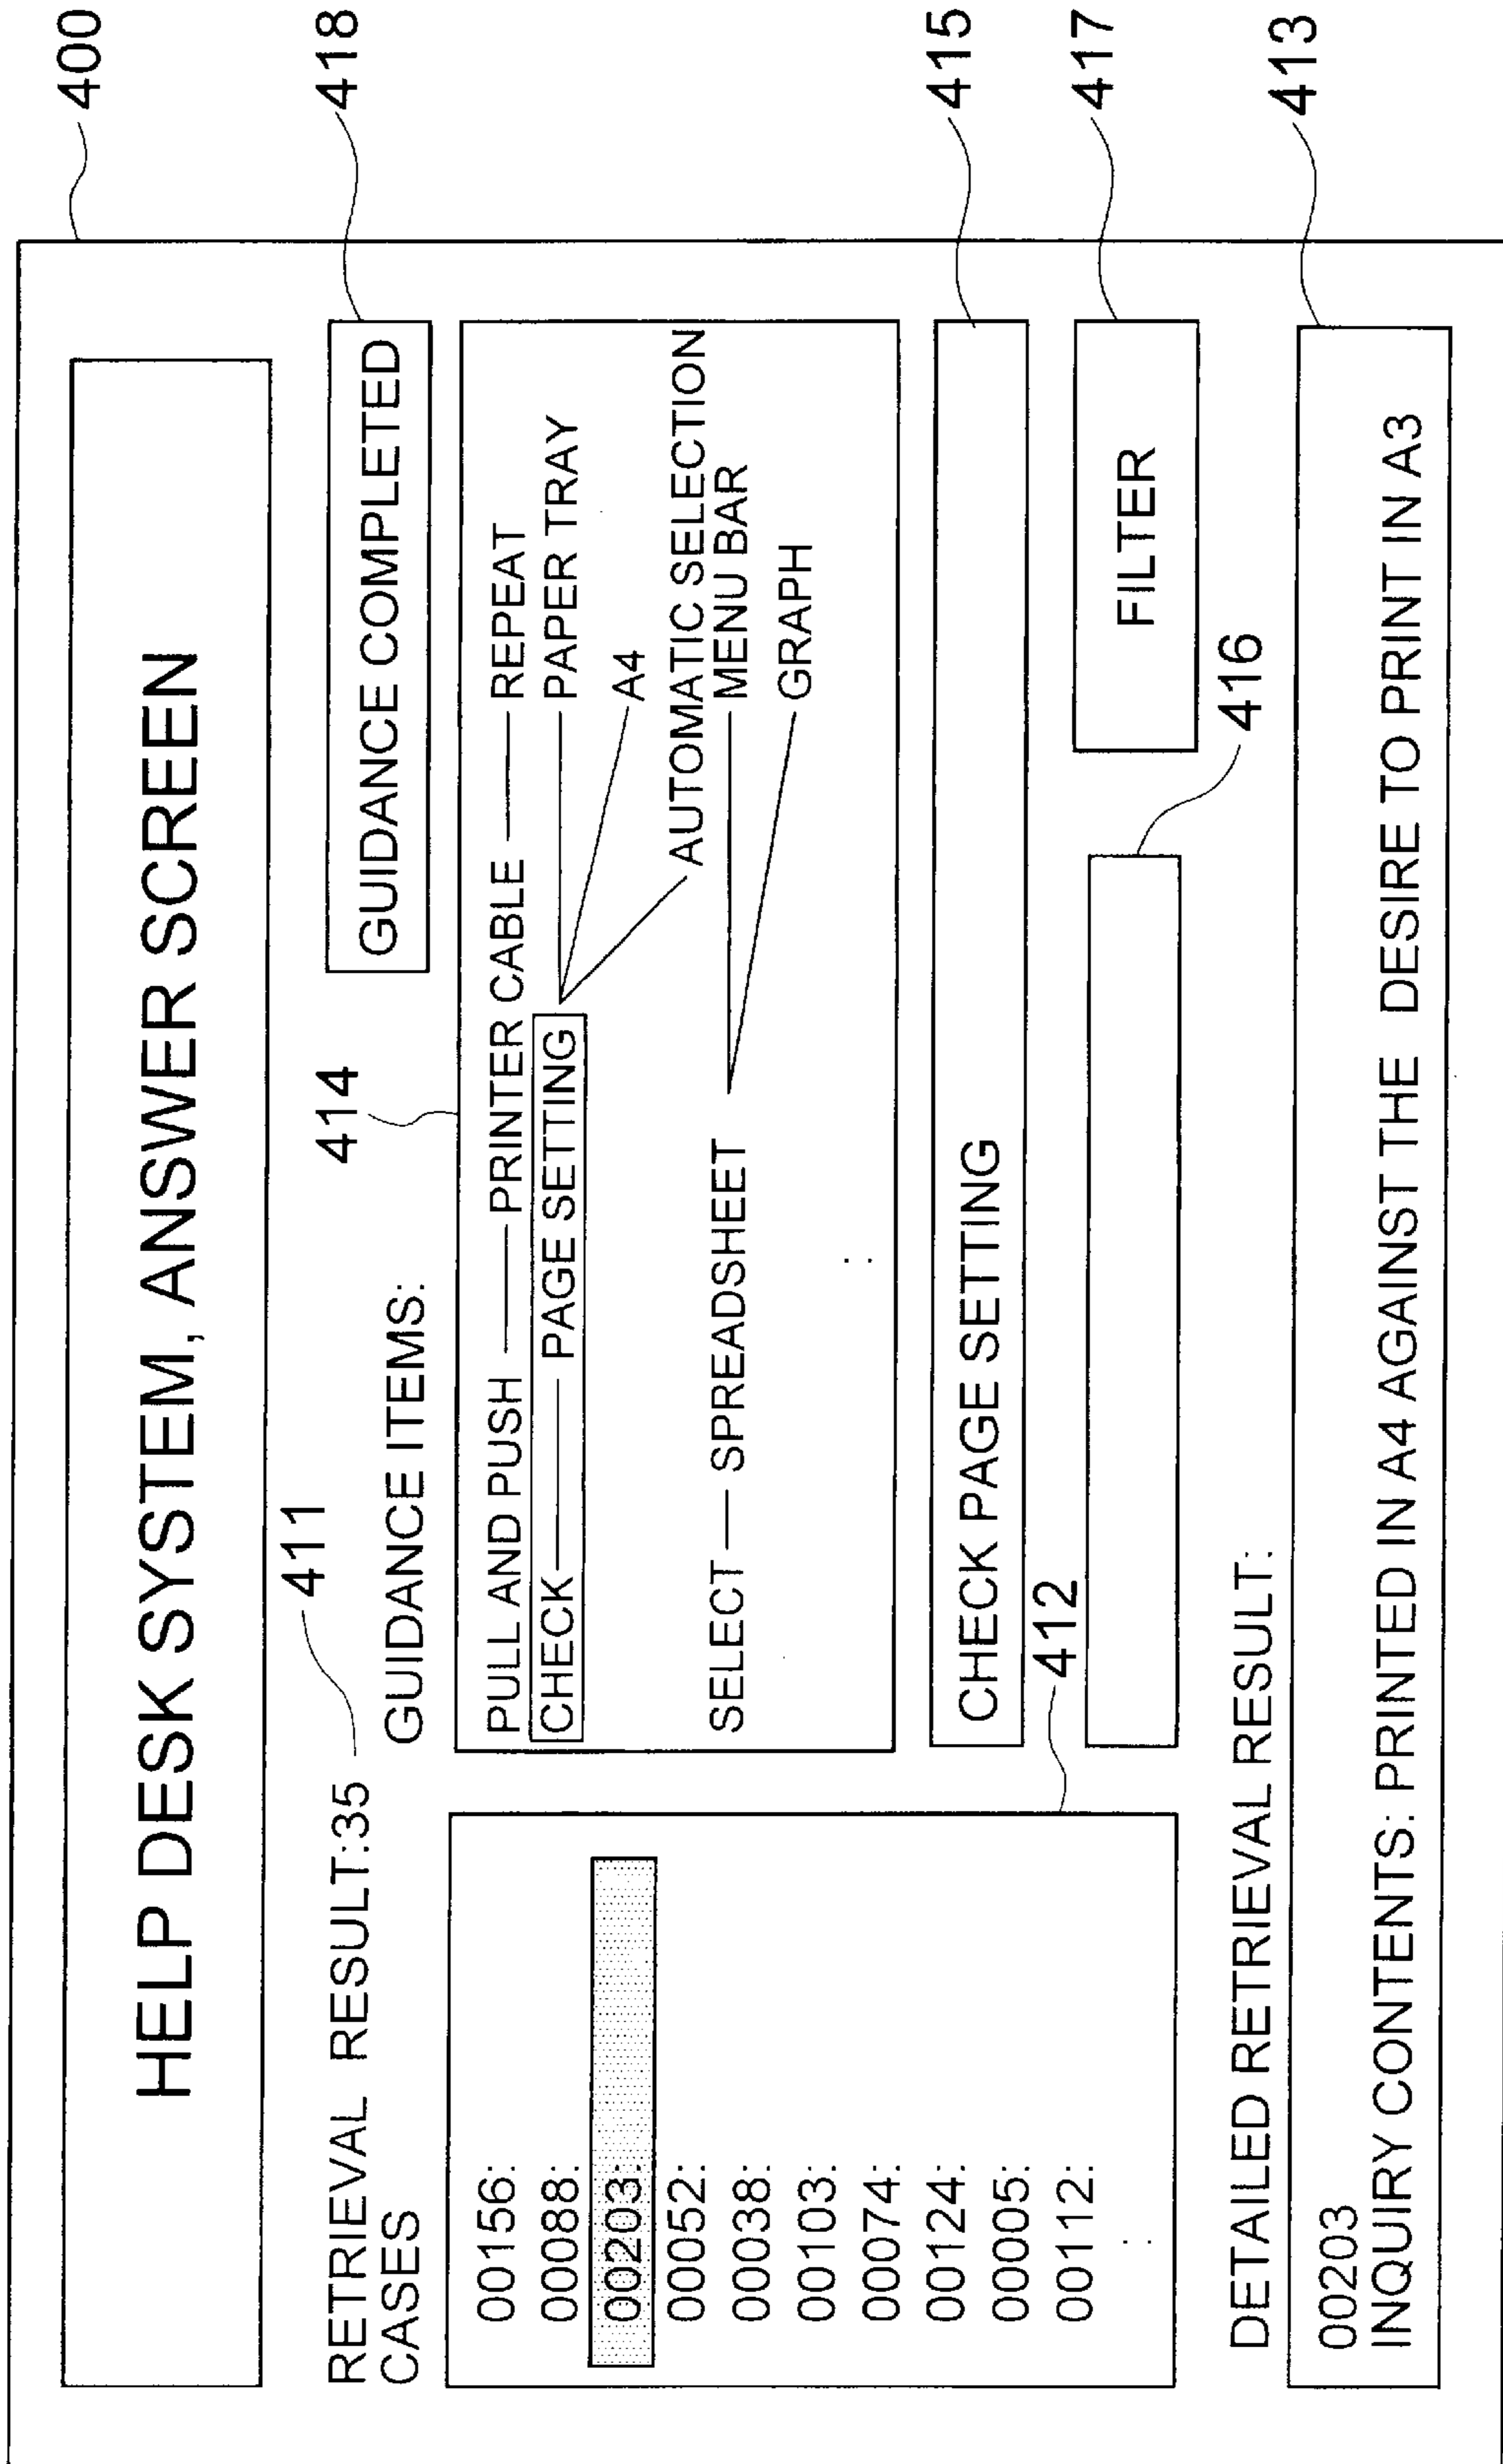 400
HELP DESK SYSTEM, ANSWER SCREEN
411
414
418
RETRIEVAL RESULT:35
CASES
GUIDANCE ITEMS:
GUIDANCE COMPLETED
00156:
00088:
00203:
00052:
00038:
00103:
00074:
00124:
00005:
00112:
:
PULL AND PUSH PRINTER CABLE REPEAT
CHECK PAGE SETTING PAPER TRAY
A4
AUTOMATIC SELECTION
SELECT SPREADSHEET MENU BAR
GRAPH
:
415
CHECK PAGE SETTING
412
417
FILTER
416
DETAILED RETRIEVAL RESULT:
413
00203
INQUIRY CONTENTS: PRINTED IN A4 AGAINST THE DESIRE TO PRINT IN A3